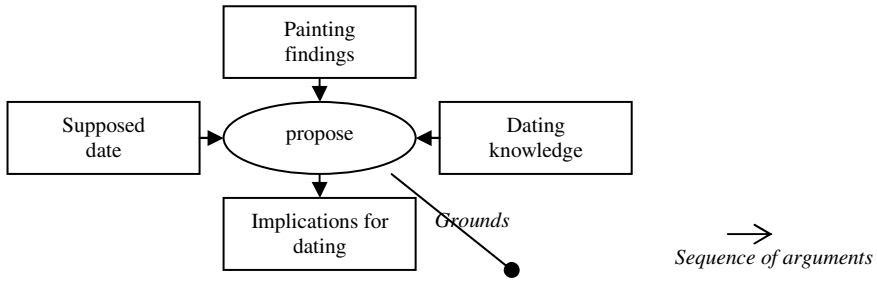 Painting
findings
Supposed
date
propose
Dating
knowledge
Implications for
dating
Grounds
Sequence of arguments